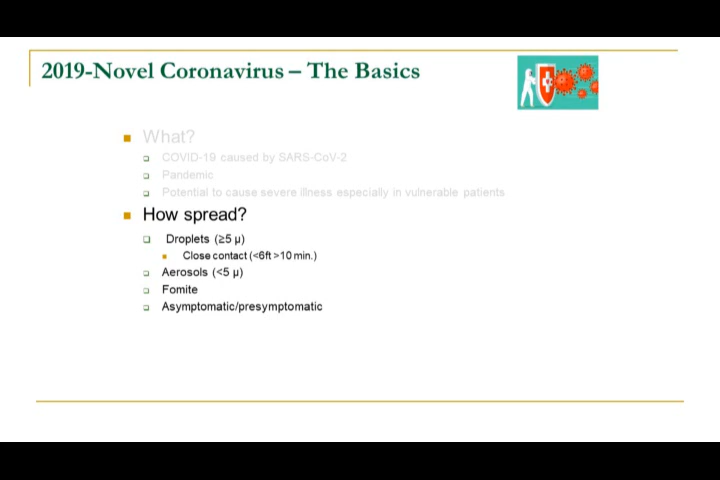 2019-Novel Coronavirus – The Basics
What?
COVID-19 caused by SARS-CoV-2
Pandemic
Potential to cause severe illness especially in vulnerable patients
How spread?
Droplets (≥5 µ)
Close contact (<6ft >10 min.)
Aerosols (<5 µ)
Fomite
Asymptomatic/presymptomatic